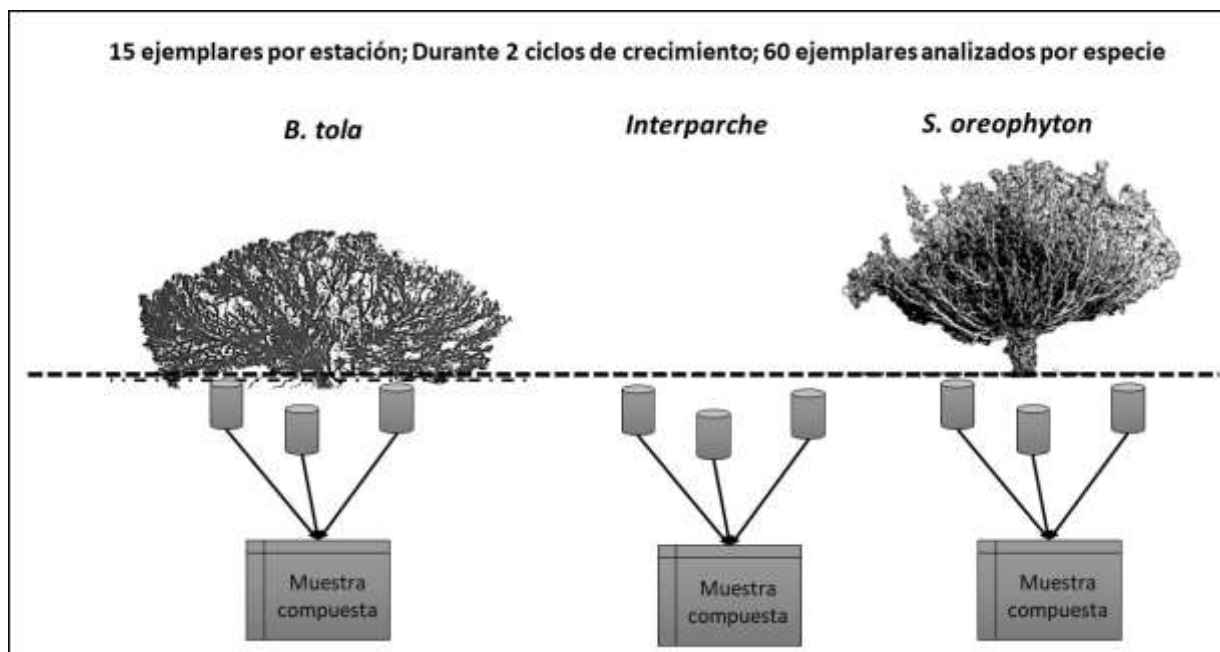 15 ejemplares por estación; Durante 2 ciclos de crecimiento; 60 ejemplares analizados por especie
B. tola
Interparche
S. oreophyton
Muestra
compuesta
Muestra
compuesta
Muestra
compuesta